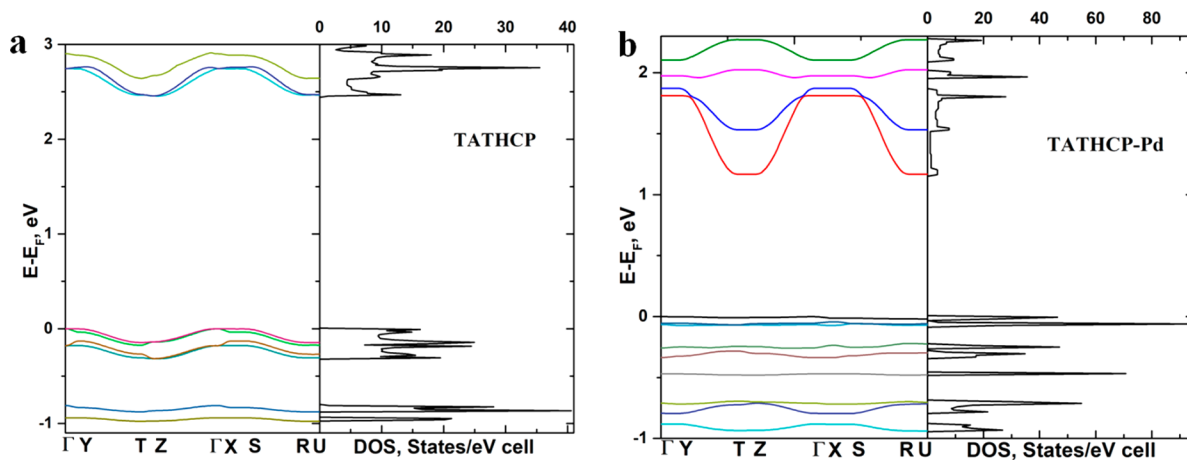 a
0 10 20 30 40
3
2
1
0
-1
E-E_F, eV
TATHCP
Γ Y T Z Γ X S R U
DOS, States/eV cell
b
0 20 40 60 80
2
1
0
-1
E-E_F, eV
TATHCP-Pd
Γ Y T Z Γ X S R U
DOS, States/eV cell